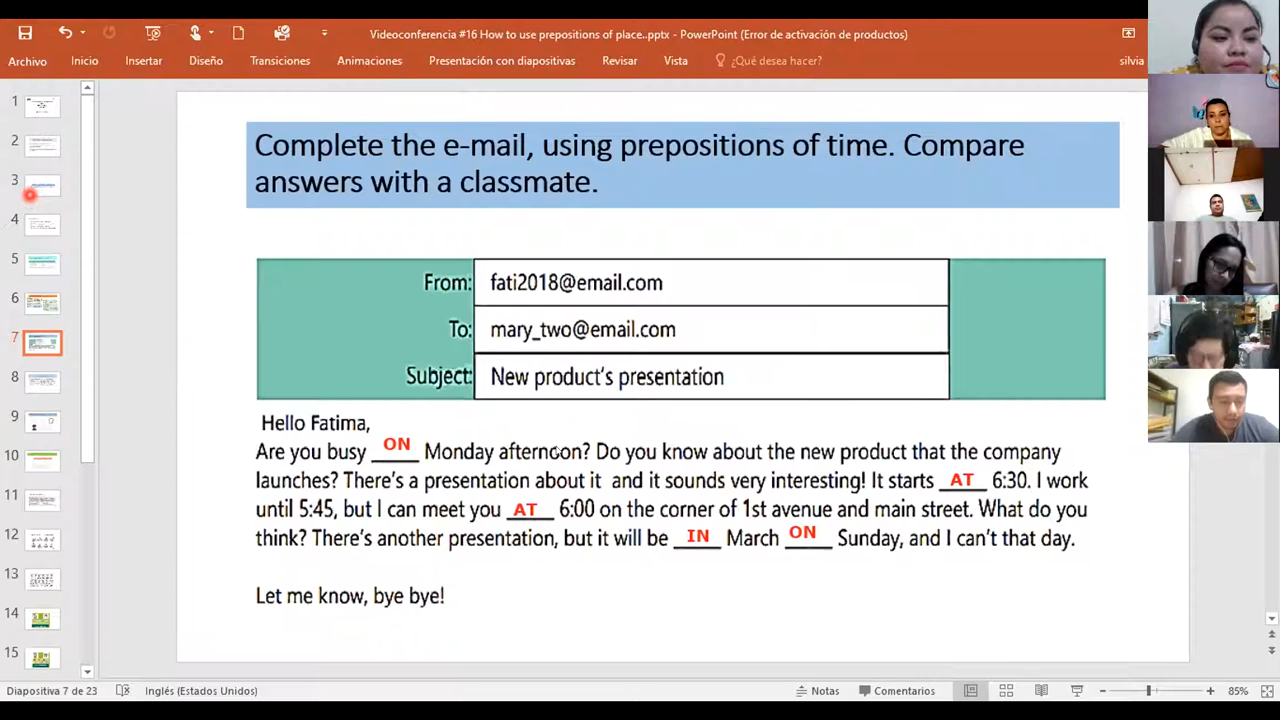 Videoconferencia #16 How to use prepositions of place..pptx - PowerPoint (Error de activación de productos)
Archivo Inicio Insertar Diseño Transiciones Animaciones Presentación con diapositivas Revisar Vista ¿Qué desea hacer? silvia
1
2
3
4
5
6
7
8
9
10
11
12
13
14
15
Complete the e-mail, using prepositions of time. Compare
answers with a classmate.
From: fati2018@email.com
To: mary_two@email.com
Subject: New product's presentation
Hello Fatima,
Are you busy ON Monday afternoon? Do you know about the new product that the company
launches? There's a presentation about it and it sounds very interesting! It starts AT 6:30. I work
until 5:45, but I can meet you AT 6:00 on the corner of 1st avenue and main street. What do you
think? There's another presentation, but it will be IN March ON Sunday, and I can't that day.
Let me know, bye bye!
Diapositiva 7 de 23 Inglés (Estados Unidos) Notas Comentarios 85%